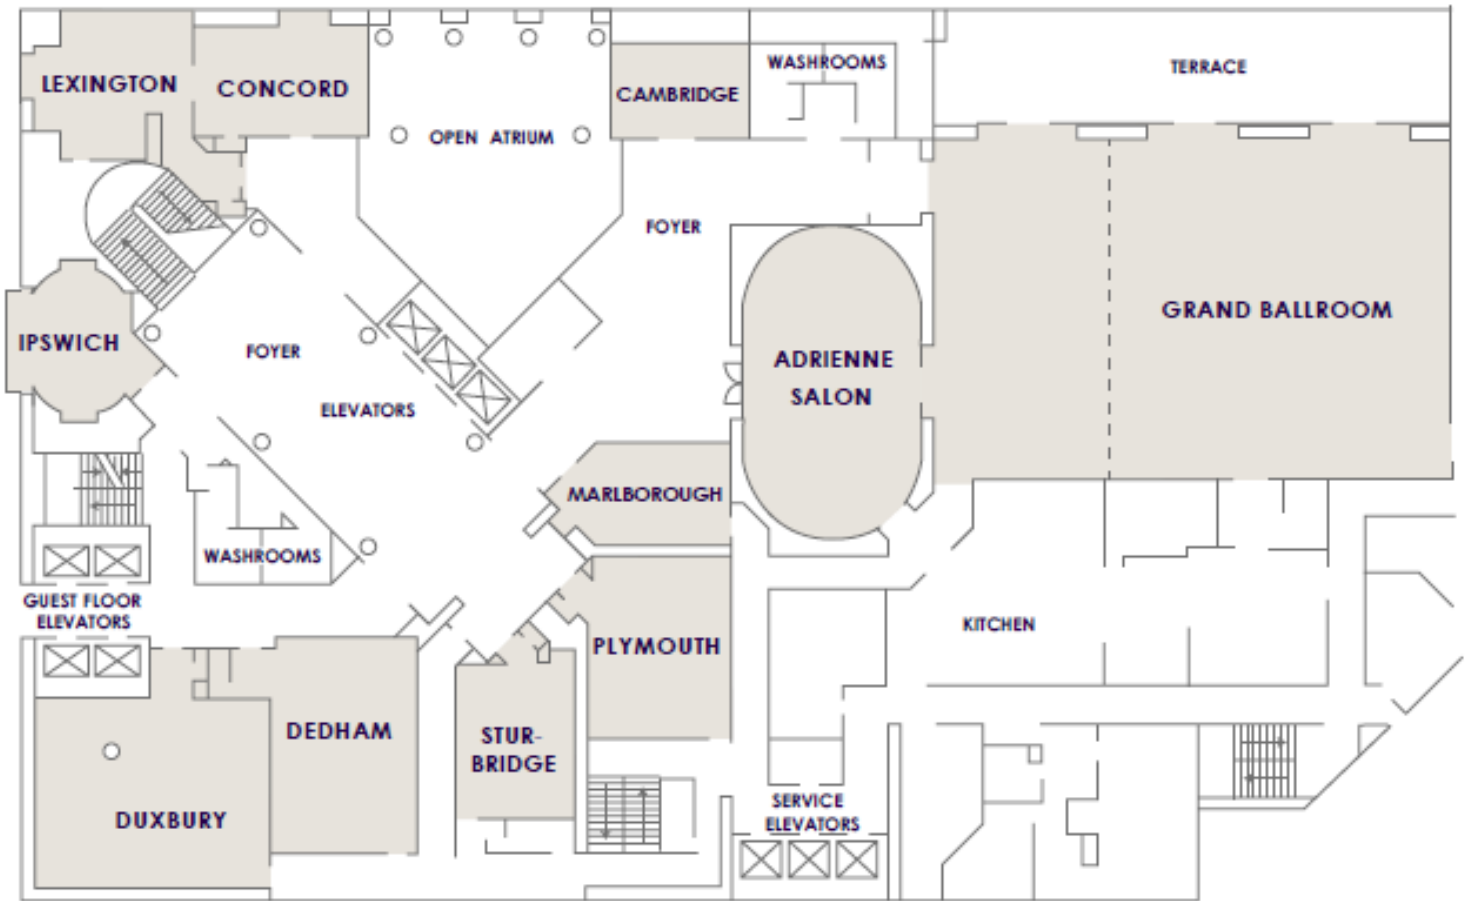 WASHROOMS
TERRACE
LEXINGTON
CONCORD
CAMBRIDGE
OPEN ATRIUM
FOYER
GRAND BALLROOM
IPSWICH
FOYER
ADRIENNE
SALON
ELEVATORS
MARLBOROUGH
WASHROOMS
GUEST FLOOR
ELEVATORS
KITCHEN
PLYMOUTH
DEDHAM
STUR-
BRIDGE
DUXBURY
SERVICE
ELEVATORS